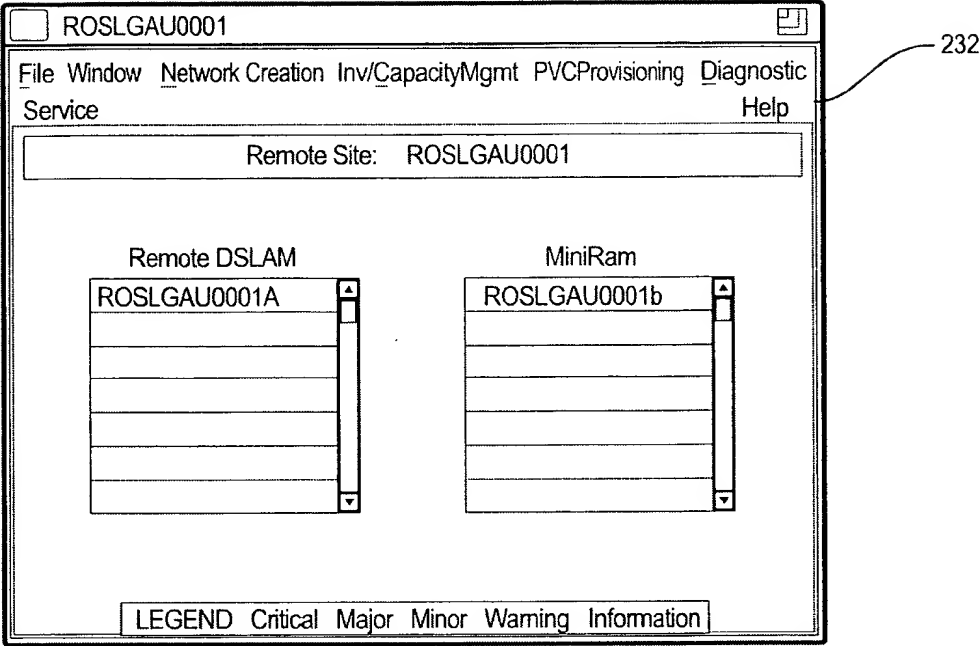 ROSLGAU0001
232
File Window Network Creation Inv/CapacityMgmt PVCProvisioning Diagnostic
Service Help
Remote Site: ROSLGAU0001
Remote DSLAM MiniRam
ROSLGAU0001A ROSLGAU0001b
LEGEND Critical Major Minor Warning Information